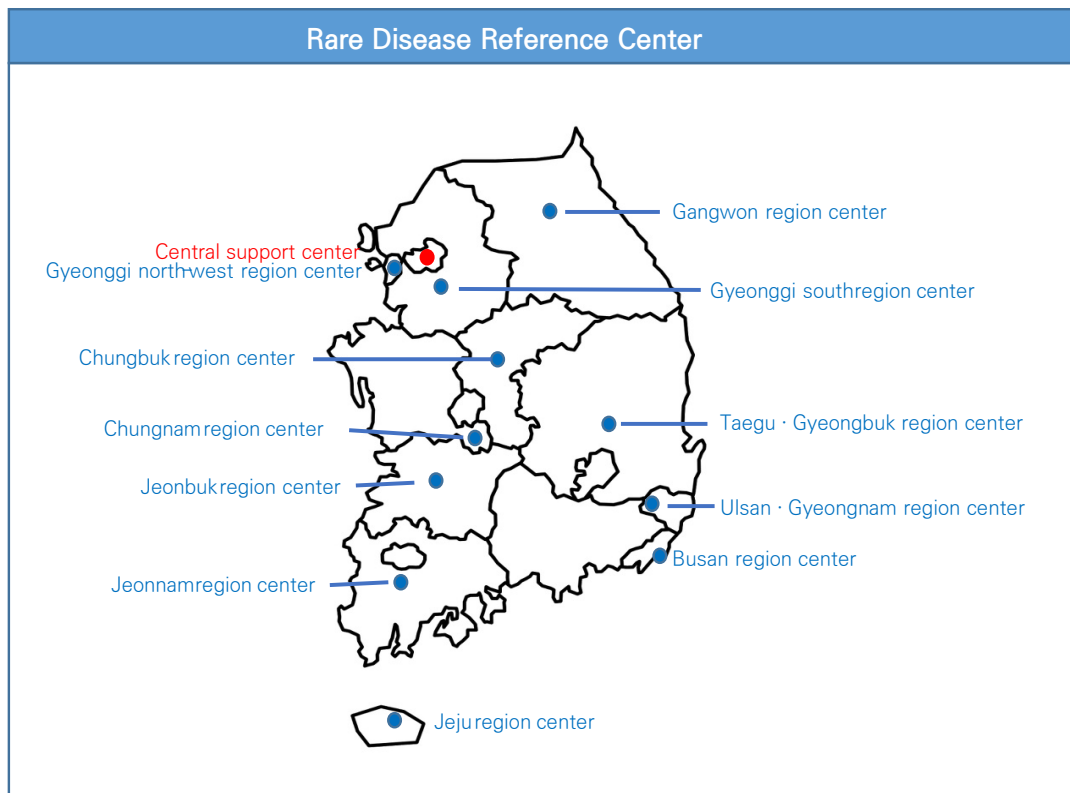 Rare Disease Reference Center
Gangwon region center
Central support center
Gyeonggi north-west region center
Gyeonggi southregion center
Chungbuk region center
Chungnam region center
Taegu · Gyeongbuk region center
Jeonbuk region center
Ulsan · Gyeongnam region center
Busan region center
Jeonnam region center
Jeju region center